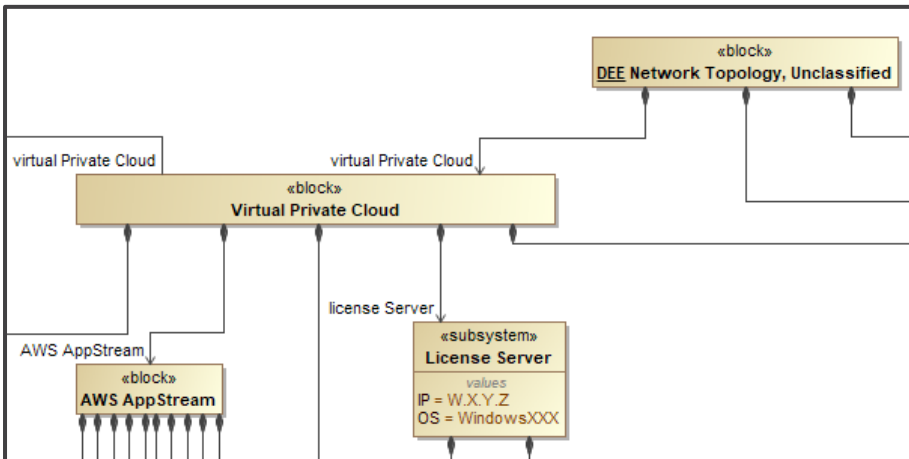 «block»
DEE Network Topology, Unclassified
virtual Private Cloud
virtual Private Cloud
«block»
Virtual Private Cloud
license Server
AWS AppStream
«block»
AWS AppStream
«subsystem»
License Server
values
IP = W.X.Y.Z
OS = WindowsXXX